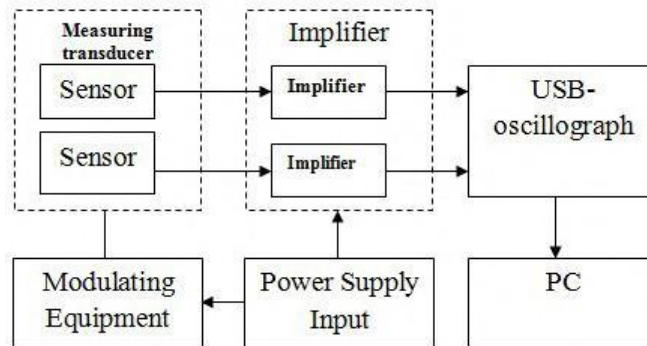 Measuring
transducer
Sensor
Sensor
Implifier
Implifier
Implifier
USB-
oscillograph
Modulating
Equipment
Power Supply
Input
PC